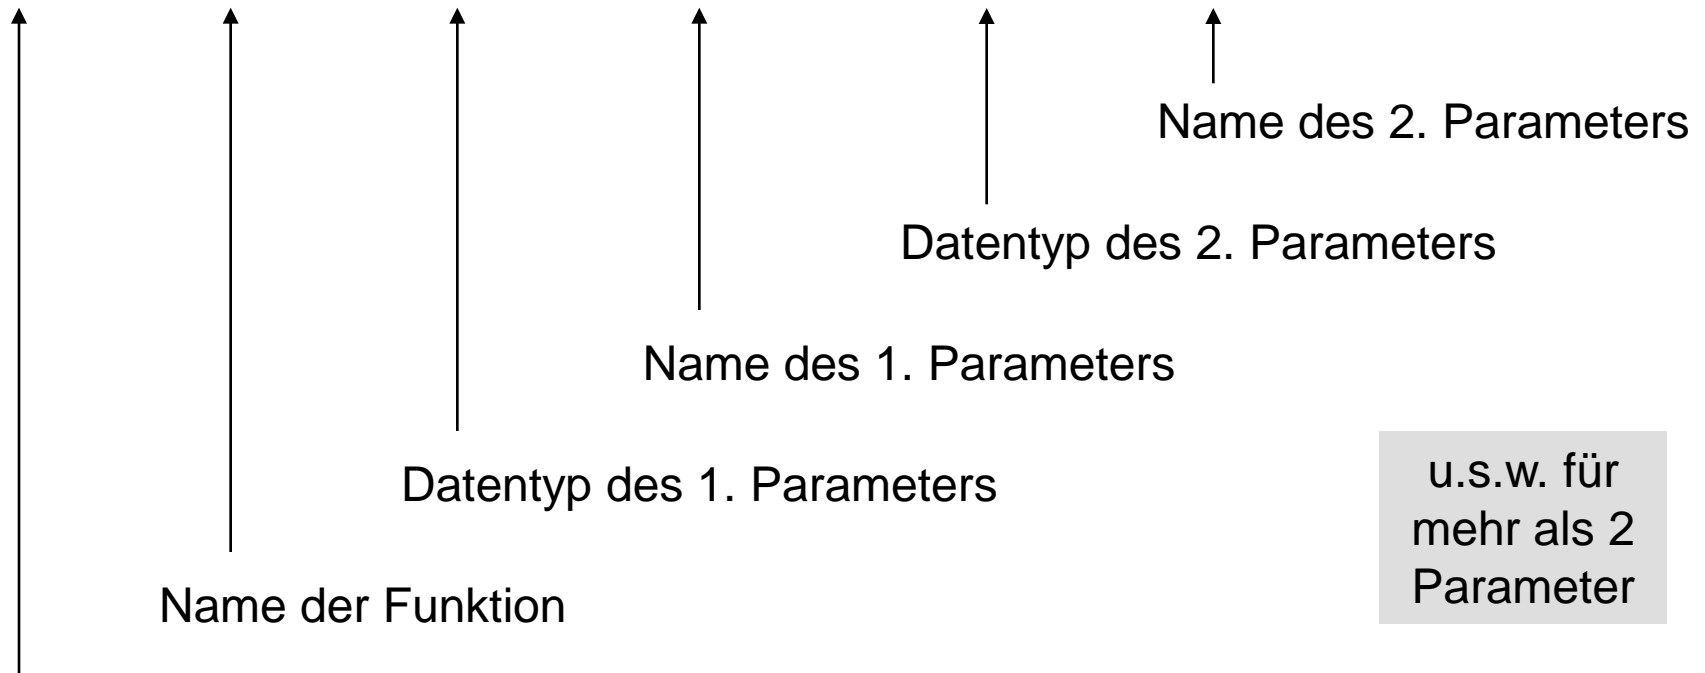 Name des 2. Parameters
Datentyp des 2. Parameters
Name des 1. Parameters
Datentyp des 1. Parameters
u.s.w. für
mehr als 2
Parameter
Name der Funktion